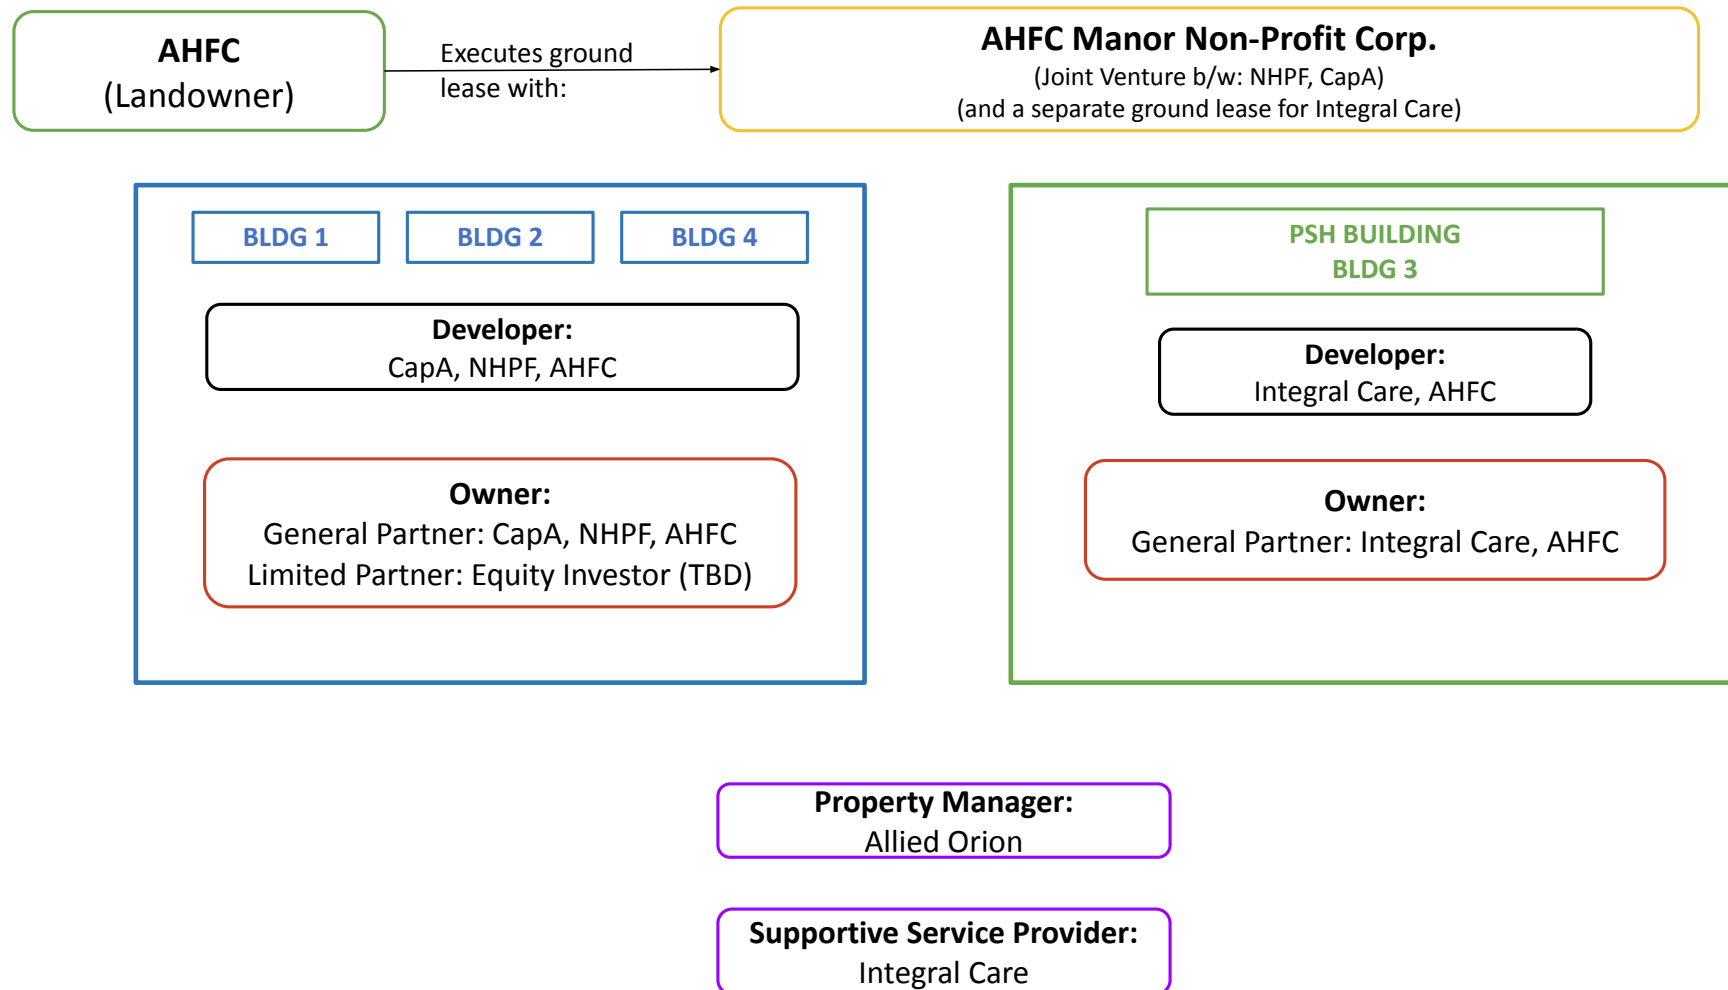 AHFC
(Landowner)
Executes ground
lease with:
AHFC Manor Non-Profit Corp.
(Joint Venture b/w: NHPF, CapA)
(and a separate ground lease for Integral Care)
BLDG 1
BLDG 2
BLDG 4
Developer:
CapA, NHPF, AHFC
Owner:
General Partner: CapA, NHPF, AHFC
Limited Partner: Equity Investor (TBD)
PSH BUILDING
BLDG 3
Developer:
Integral Care, AHFC
Owner:
General Partner: Integral Care, AHFC
Property Manager:
Allied Orion
Supportive Service Provider:
Integral Care